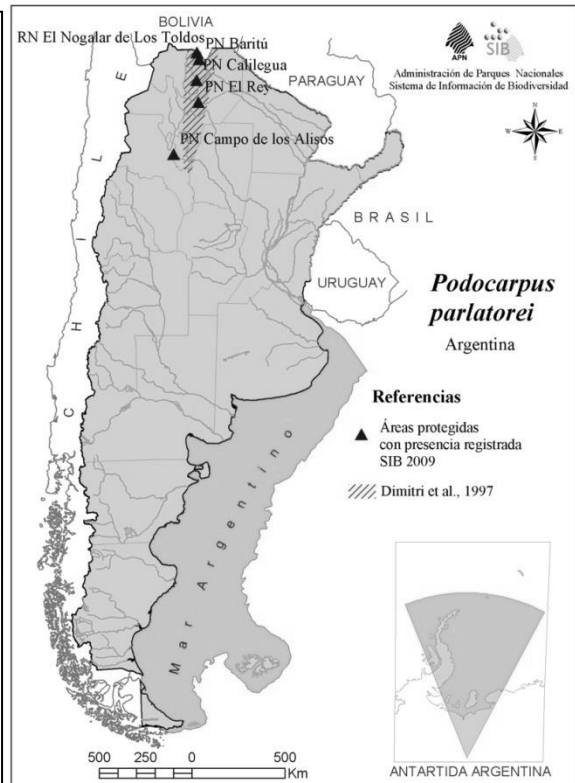 BOLIVIA
RN El Nogalar de Los Toldos
PN Baritú
PN Calilegua
PN El Rey
PARAGUAY
APN
SIB
Administración de Parques Nacionales
Sistema de Información de Biodiversidad
N
W
E
S
PN Campo de los Alisos
BRASIL
URUGUAY
CHILE
Podocarpus
parlatorei
Argentina
Referencias
Áreas protegidas
con presencia registrada
SIB 2009
Dimitri et al., 1997
Mar Argentino
500 250 0 500
Km
ANTARTIDA ARGENTINA